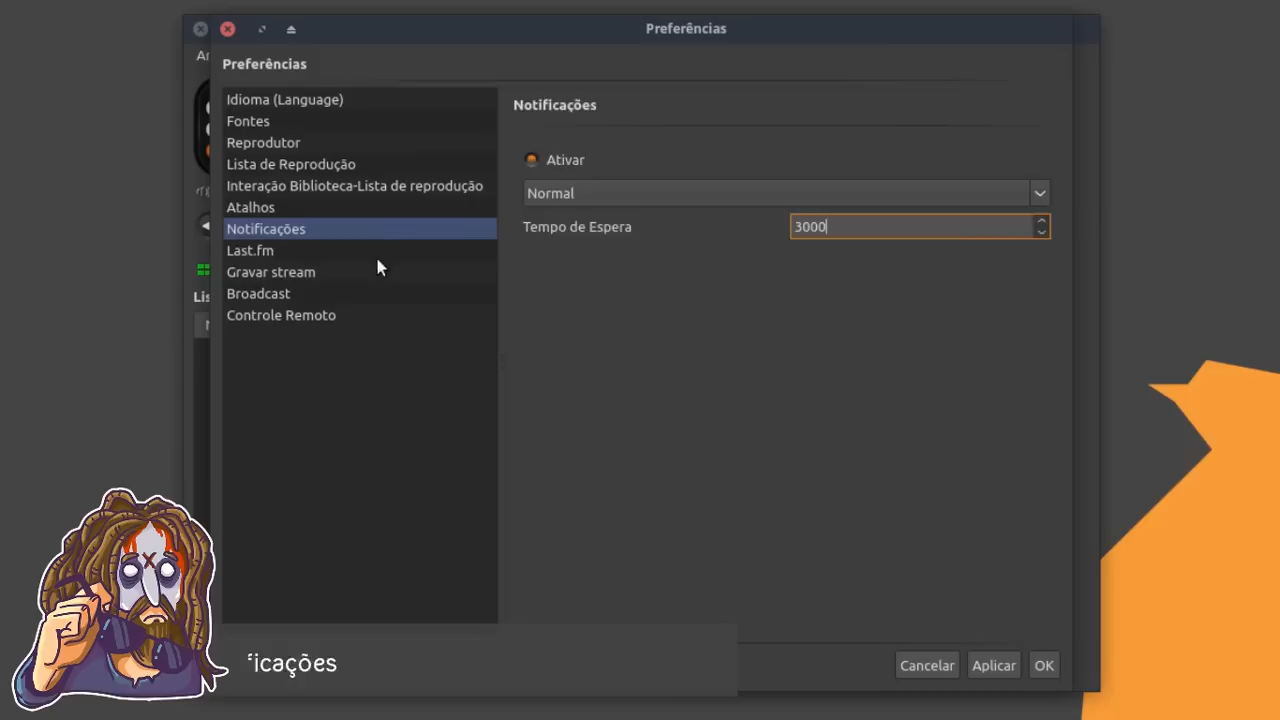 Preferências
Preferências
Idioma (Language)
Fontes
Reprodutor
Lista de Reprodução
Interação Biblioteca-Lista de reprodução
Atalhos
Notificações
Last.fm
Gravar stream
Broadcast
Controle Remoto
Notificações
Ativar
Normal
Tempo de Espera
3000
Cancelar
Aplicar
OK
ficações